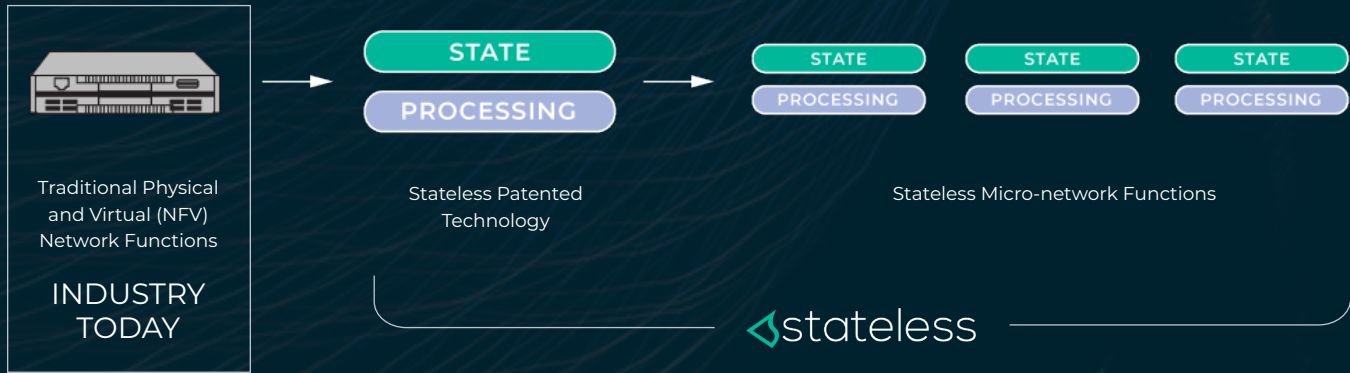 Traditional Physical
and Virtual (NFV)
Network Functions
INDUSTRY
TODAY
STATE
PROCESSING
Stateless Patented
Technology
STATE
PROCESSING
STATE
PROCESSING
STATE
PROCESSING
Stateless Micro-network Functions
stateless